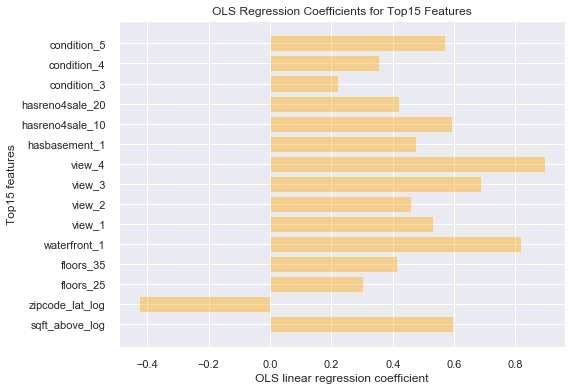 OLS Regression Coefficients for Top15 Features
Top15 features
condition_5
condition_4
condition_3
hasreno4sale_20
hasreno4sale_10
hasbasement_1
view_4
view_3
view_2
view_1
waterfront_1
floors_35
floors_25
zipcode_lat_log
sqft_above_log
−0.4 −0.2 0.0 0.2 0.4 0.6 0.8
OLS linear regression coefficient